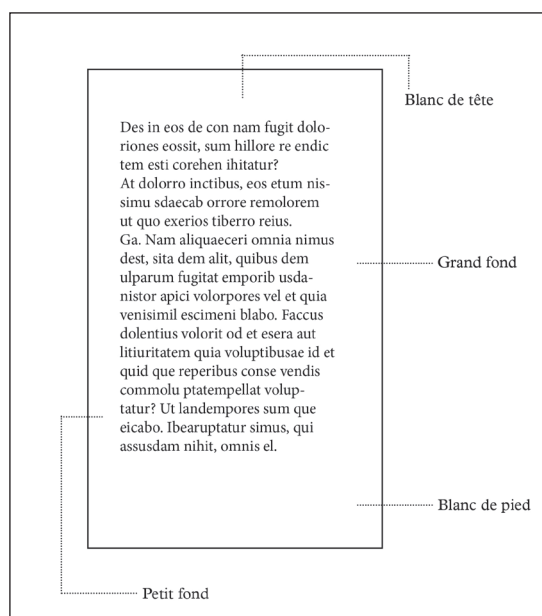 Blanc de tête
Des in eos de con nam fugit dolo-
riones eossit, sum hillore re endic
tem esti corehen ihitatur?
At dolorro inctibus, eos etum nis-
simu sdaecab orrore remolorem
ut quo exerios tiberro reius.
Ga. Nam aliquaeceri omnia nimus
dest, sita dem alit, quibus dem
ulparum fugitat emporib usda-
nistor apici volorpores vel et quia
venisimil escimeni blabo. Faccus
dolentius volorit od et esera aut
litiuritatem quia voluptibusae id et
quid que reperibus conse vendis
commolu ptatempellat volup-
tatur? Ut landempores sum que
eicabo. Ibearuptatur simus, qui
assusdam nihit, omnis el.
Grand fond
Blanc de pied
Petit fond